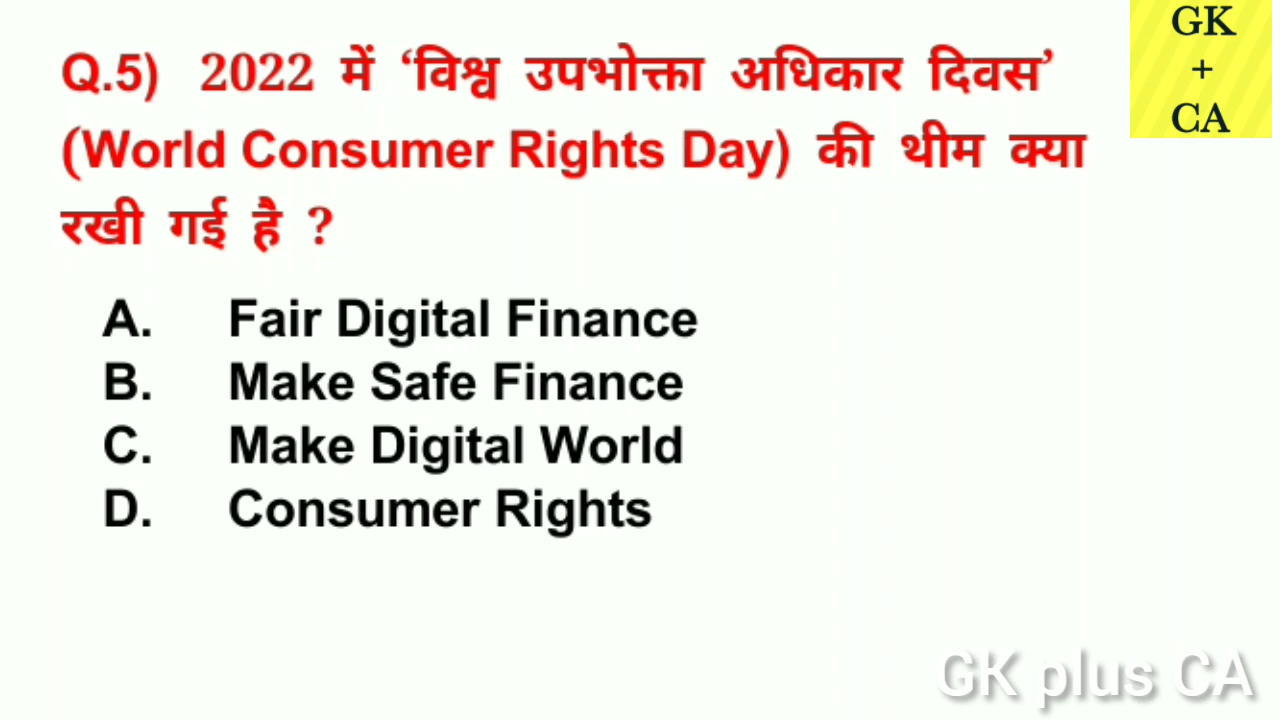 Q.5) 2022 में ‘विश्व उपभोक्ता अधिकार दिवस’
(World Consumer Rights Day) की थीम क्या
रखी गई है ?
A. Fair Digital Finance
B. Make Safe Finance
C. Make Digital World
D. Consumer Rights
GK
+
CA
GK plus CA